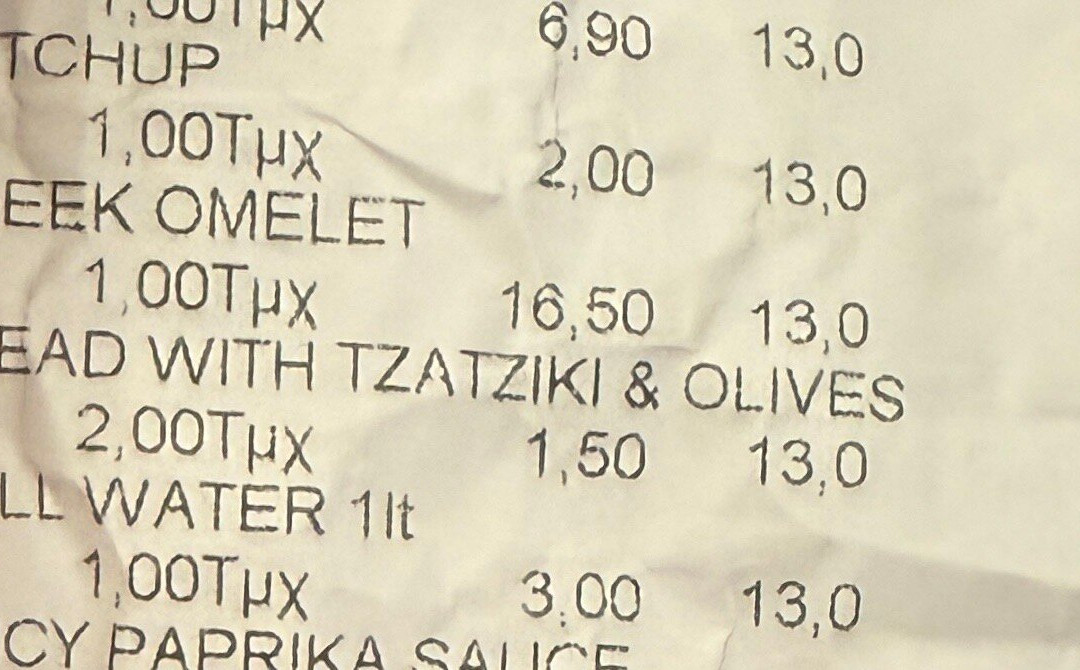 1,00Τμχ 6,90 13,0
TCHUP
1,00Τμχ 2,00 13,0
EEK OMELET
1,00Τμχ 16,50 13,0
EAD WITH TZATZIKI & OLIVES
2,00Τμχ 1,50 13,0
LL WATER 1lt
1,00Τμχ 3,00 13,0
CY PAPRIKA SAUCE